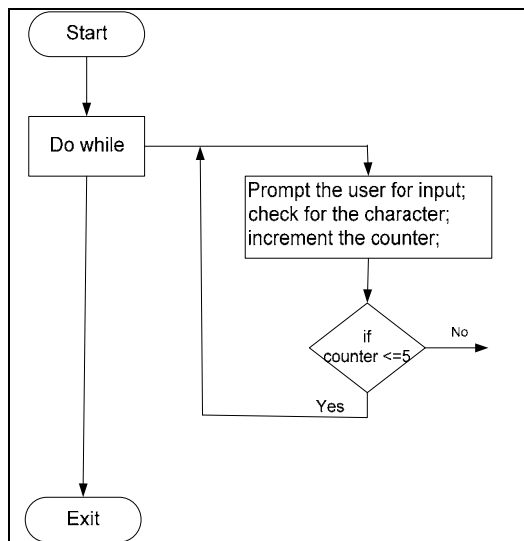 Start
Do while
Prompt the user for input;
check for the character;
increment the counter;
if
counter <=5
No
Yes
Exit